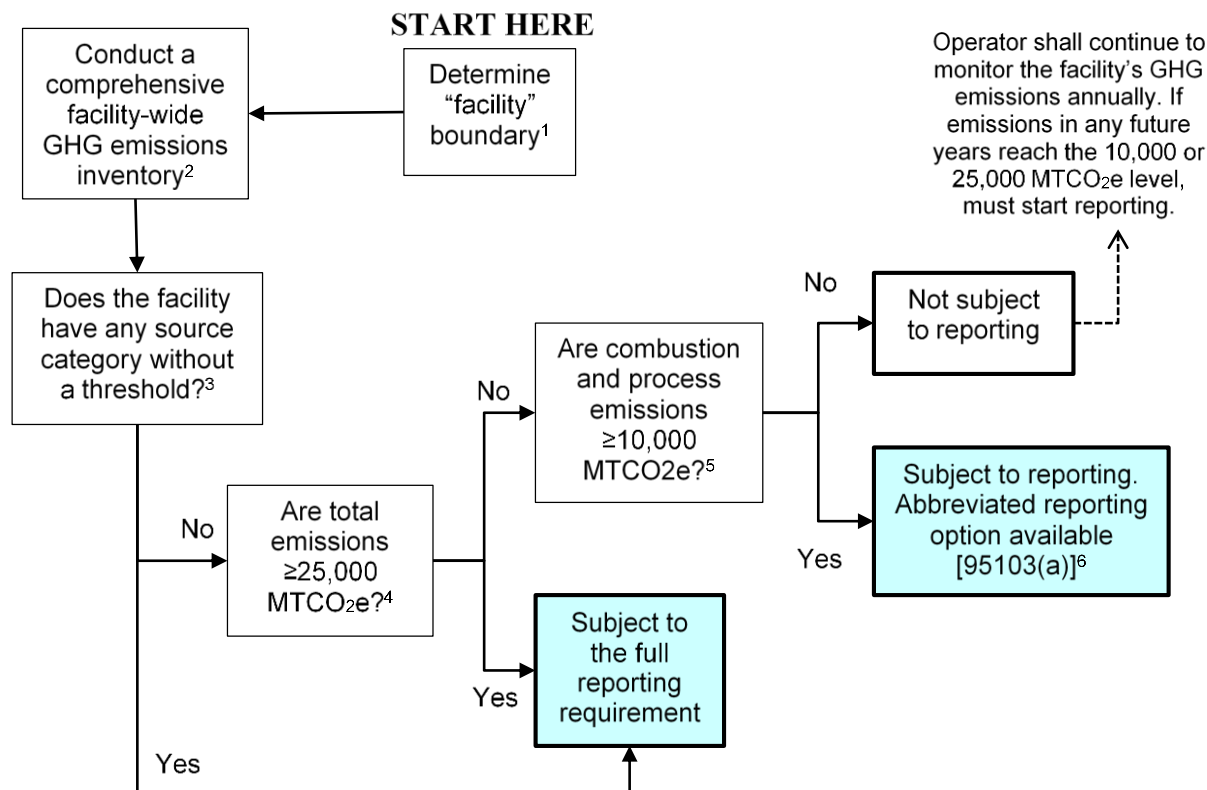 START HERE
Determine
“facility”
boundary¹
Conduct a
comprehensive
facility-wide
GHG emissions
inventory²
Does the facility
have any source
category without
a threshold?³
No
Yes
Are total
emissions
≥25,000
MTCO₂e?⁴
No
Yes
Are combustion
and process
emissions
≥10,000
MTCO2e?⁵
Subject to
the full
reporting
requirement
No
Yes
Not subject
to reporting
Operator shall continue to
monitor the facility’s GHG
emissions annually. If
emissions in any future
years reach the 10,000 or
25,000 MTCO₂e level,
must start reporting.
Subject to reporting.
Abbreviated reporting
option available
[95103(a)]⁶